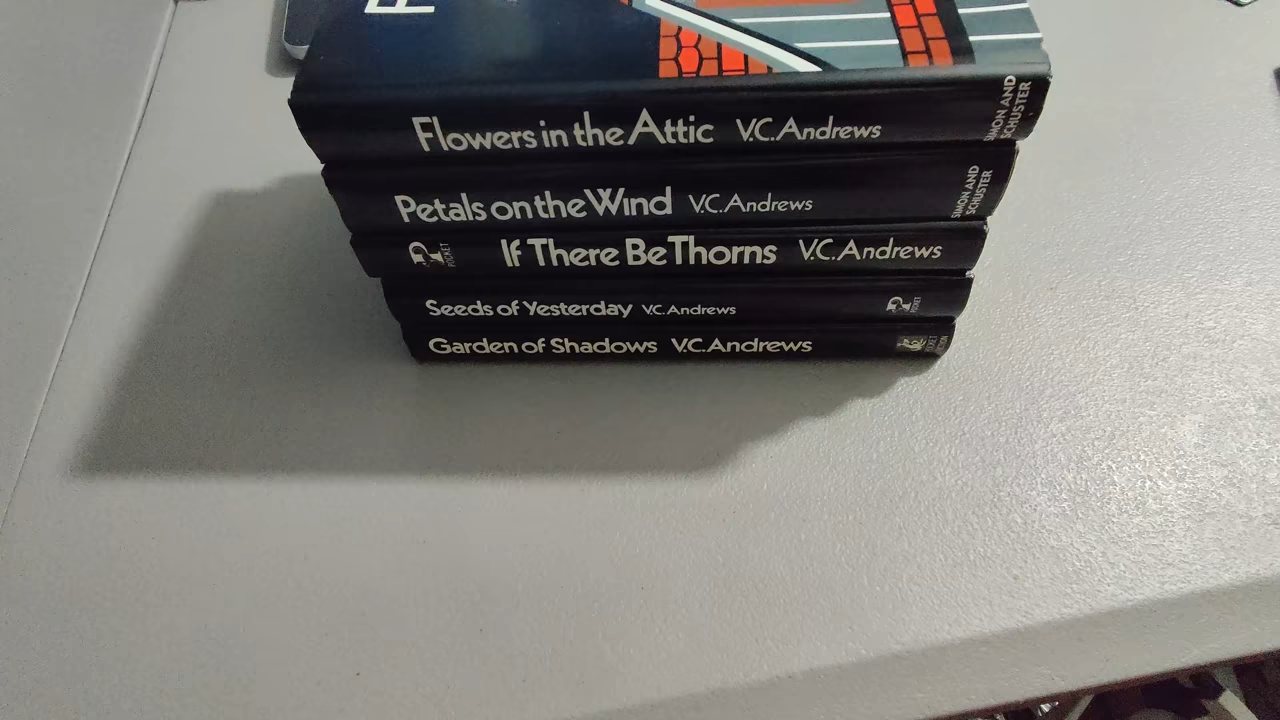 F
Flowers in the Attic V.C. Andrews SIMON AND SCHUSTER
Petals on the Wind V.C. Andrews SIMON AND SCHUSTER
POCKET If There Be Thorns V.C. Andrews
Seeds of Yesterday V.C. Andrews POCKET
Garden of Shadows V.C. Andrews